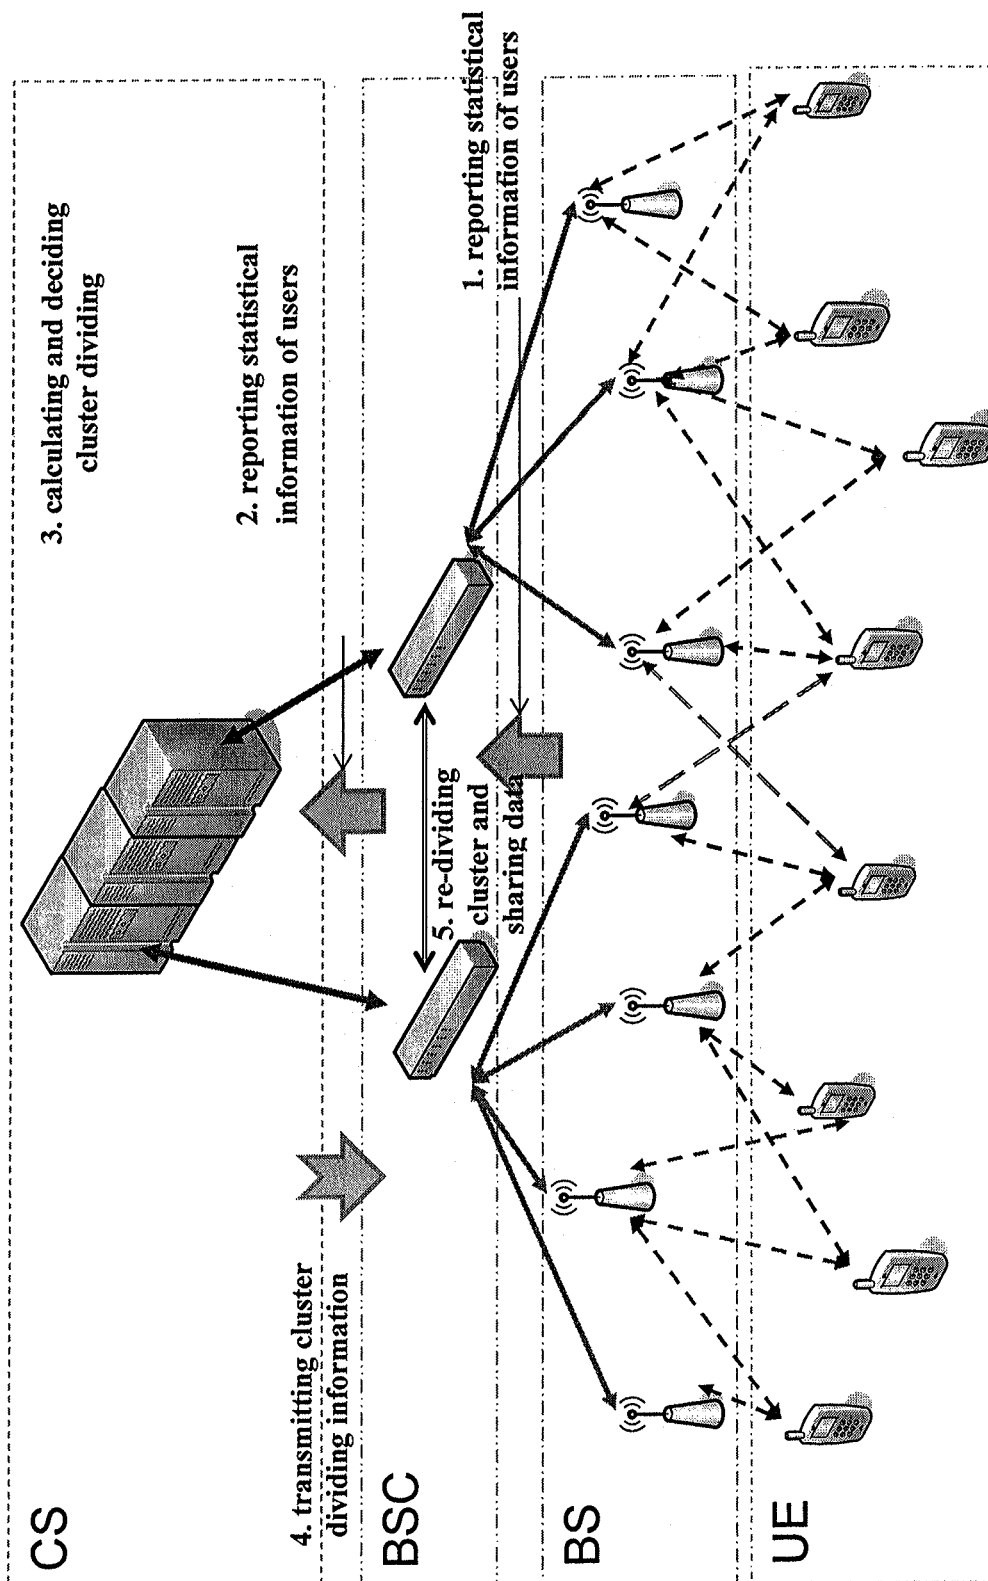 CS
3. calculating and deciding
cluster dividing
2. reporting statistical
information of users
4. transmitting cluster
dividing information
BSC
5. re-dividing
cluster and
sharing data
1. reporting statistical
information of users
BS
UE